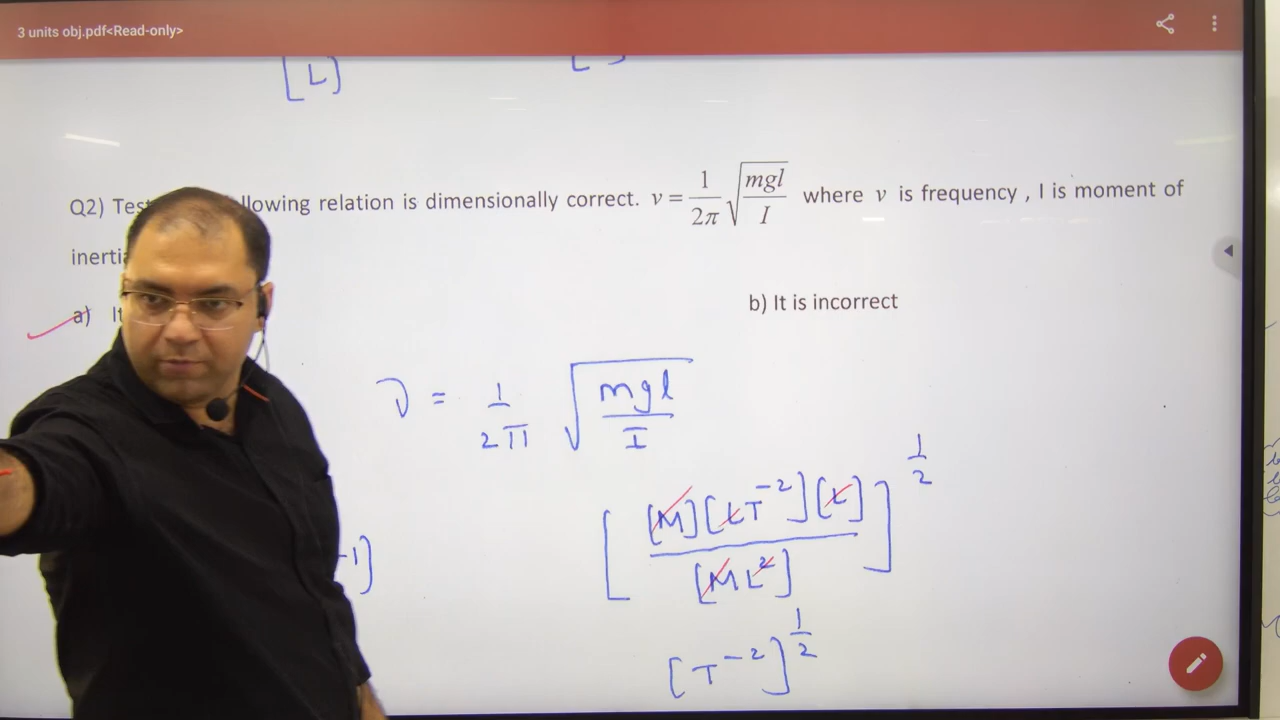 3 units obj.pdf<Read-only>
[L]
Q2) Tes llowing relation is dimensionally correct. ν = 1/2π √(mgl/I) where ν is frequency , I is moment of
inerti
a) It
b) It is incorrect
ν = 1/2π √(mgl/I)
[[M][LT⁻²][L]/[ML²]]^1/2
-1]
[T⁻²]^1/2